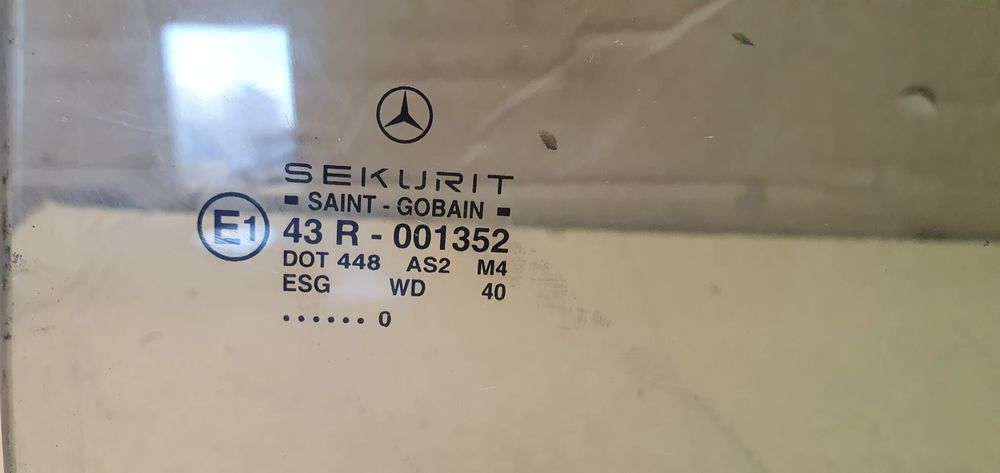 SEKURIT
SAINT - GOBAIN
E1 43 R - 001352
DOT 448 AS2 M4
ESG WD 40
...... 0